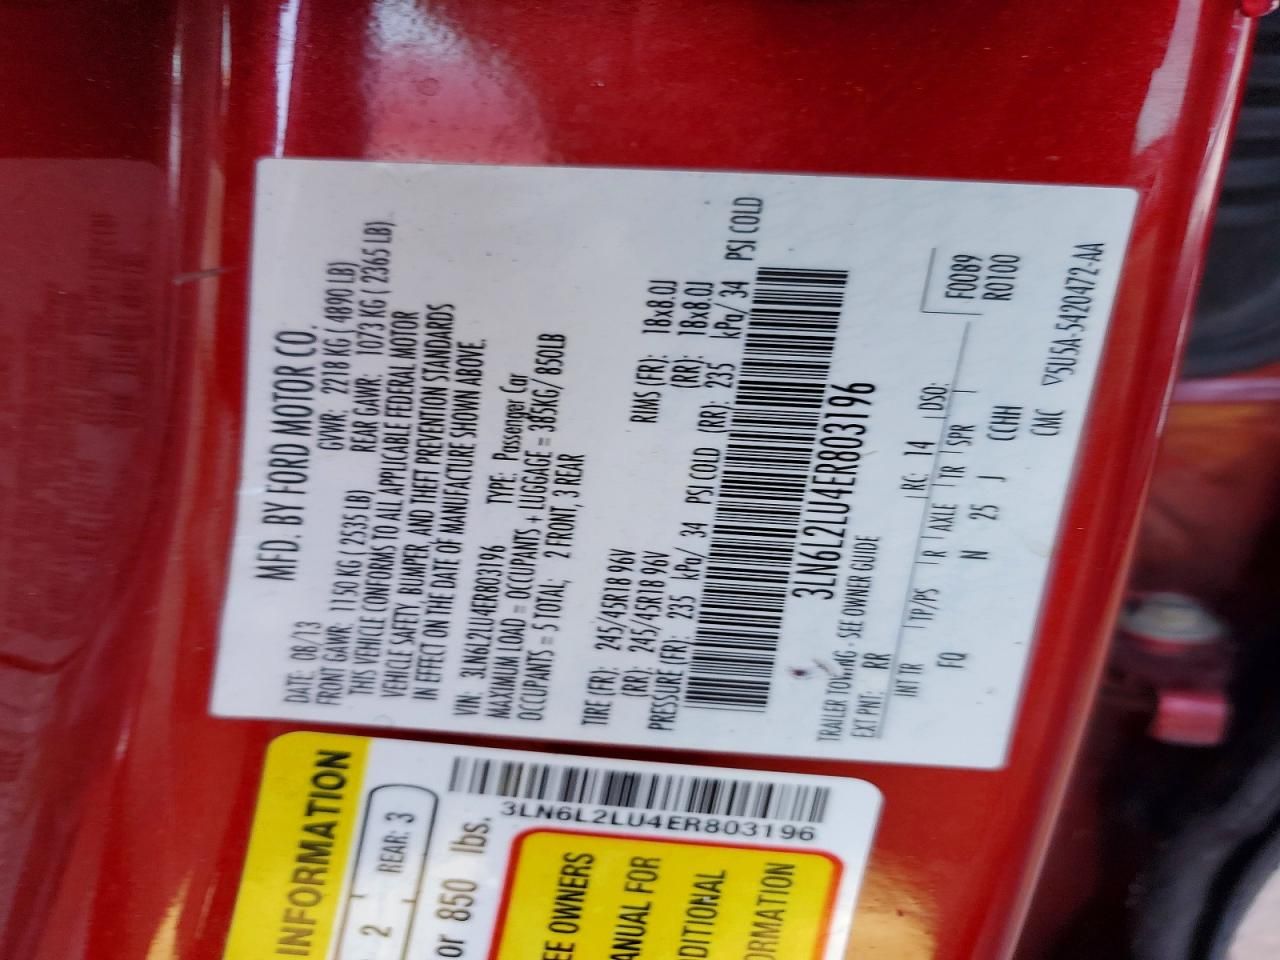 MFD. BY FORD MOTOR CO.
DATE: 08/13 GVWR: 2218 KG ( 4890 LB)
FRONT GAWR: 1150 KG ( 2535 LB) REAR GAWR: 1073 KG ( 2365 LB)
THIS VEHICLE CONFORMS TO ALL APPLICABLE FEDERAL MOTOR
VEHICLE SAFETY, BUMPER, AND THEFT PREVENTION STANDARDS
IN EFFECT ON THE DATE OF MANUFACTURE SHOWN ABOVE.
VIN: 3LN6L2LU4ER803196 TYPE: Passenger Car
MAXIMUM LOAD = OCCUPANTS + LUGGAGE = 385KG/ 850LB
OCCUPANTS = 5 TOTAL, 2 FRONT, 3 REAR
TIRE (FR): 245/45R18 96V RIMS (FR): 18x8.0J
(RR): 245/45R18 96V (RR): 18x8.0J
PRESSURE (FR): 235 kPa/ 34 PSI COLD (RR): 235 kPa/ 34 PSI COLD
3LN6L2LU4ER803196
TRAILER TOWING - SEE OWNER GUIDE
EXT PNT: RR RC: 14 DSO: F0089
INT TR TP/PS R AXLE TR SPR R0100
FQ N 25 J CCHH
CMC ▽5U5A-5420472-AA
INFORMATION
2 REAR: 3
or 850 lbs.
3LN6L2LU4ER803196
EE OWNERS
ANUAL FOR
DITIONAL
ORMATION